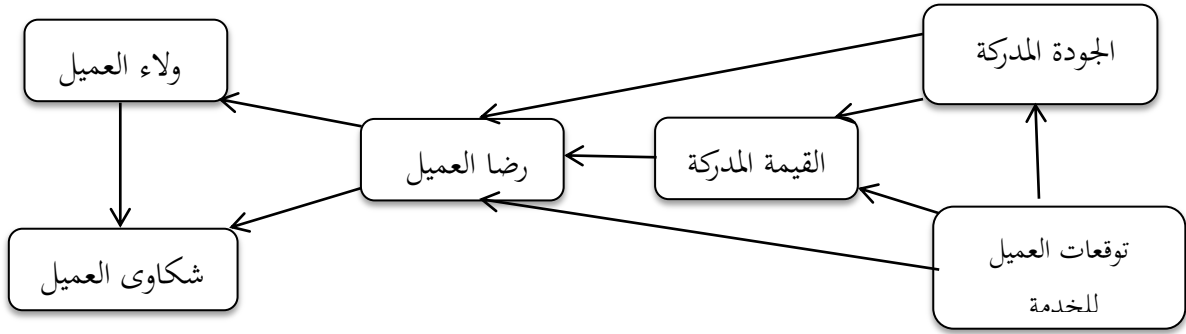 الجودة المدركة
ولاء العميل
القيمة المدركة
رضا العميل
توقعات العميل
للخدمة
شكاوى العميل